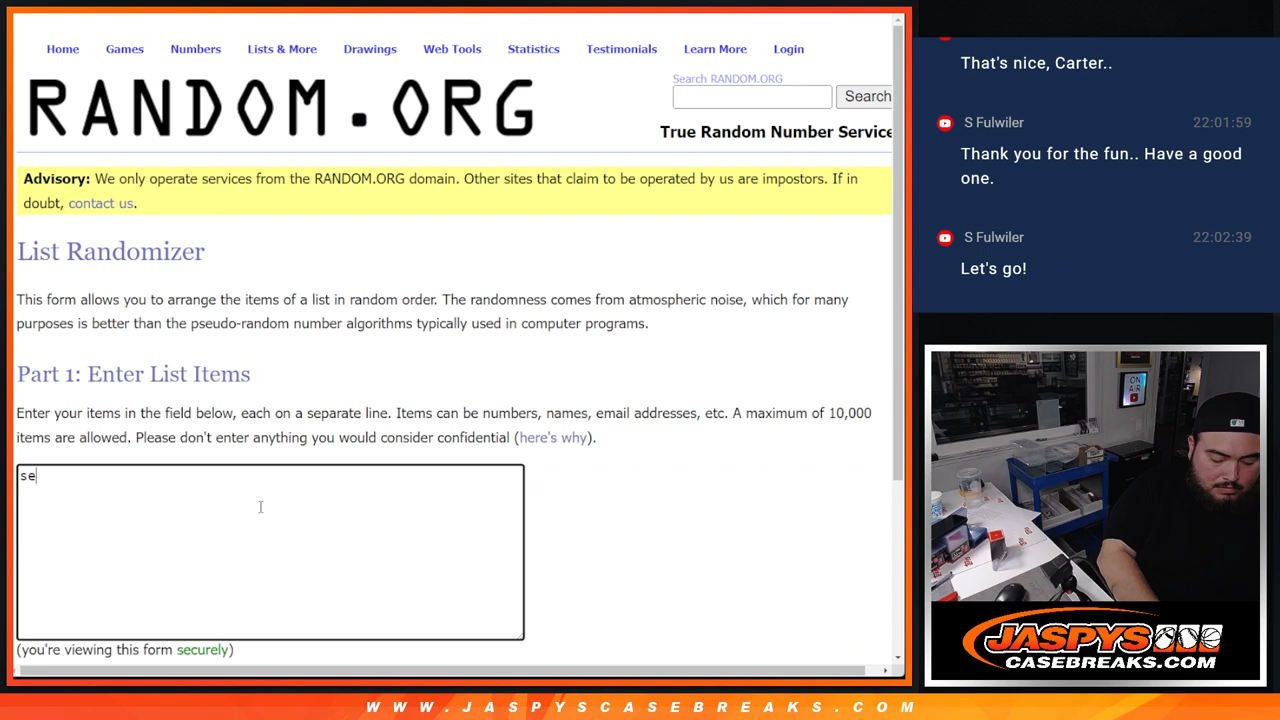 Home Games Numbers Lists & More Drawings Web Tools Statistics Testimonials Learn More Login
RANDOM.ORG
Search RANDOM.ORG
Search
True Random Number Service
Advisory: We only operate services from the RANDOM.ORG domain. Other sites that claim to be operated by us are impostors. If in
doubt, contact us.
List Randomizer
This form allows you to arrange the items of a list in random order. The randomness comes from atmospheric noise, which for many
purposes is better than the pseudo-random number algorithms typically used in computer programs.
Part 1: Enter List Items
Enter your items in the field below, each on a separate line. Items can be numbers, names, email addresses, etc. A maximum of 10,000
items are allowed. Please don't enter anything you would consider confidential (here's why).
se
(you're viewing this form securely)
That's nice, Carter..
S Fulwiler 22:01:59
Thank you for the fun.. Have a good
one.
S Fulwiler 22:02:39
Let's go!
ON
AIR
JASPYS
CASEBREAKS.COM
WWW.JASPYSCASEBREAKS.COM